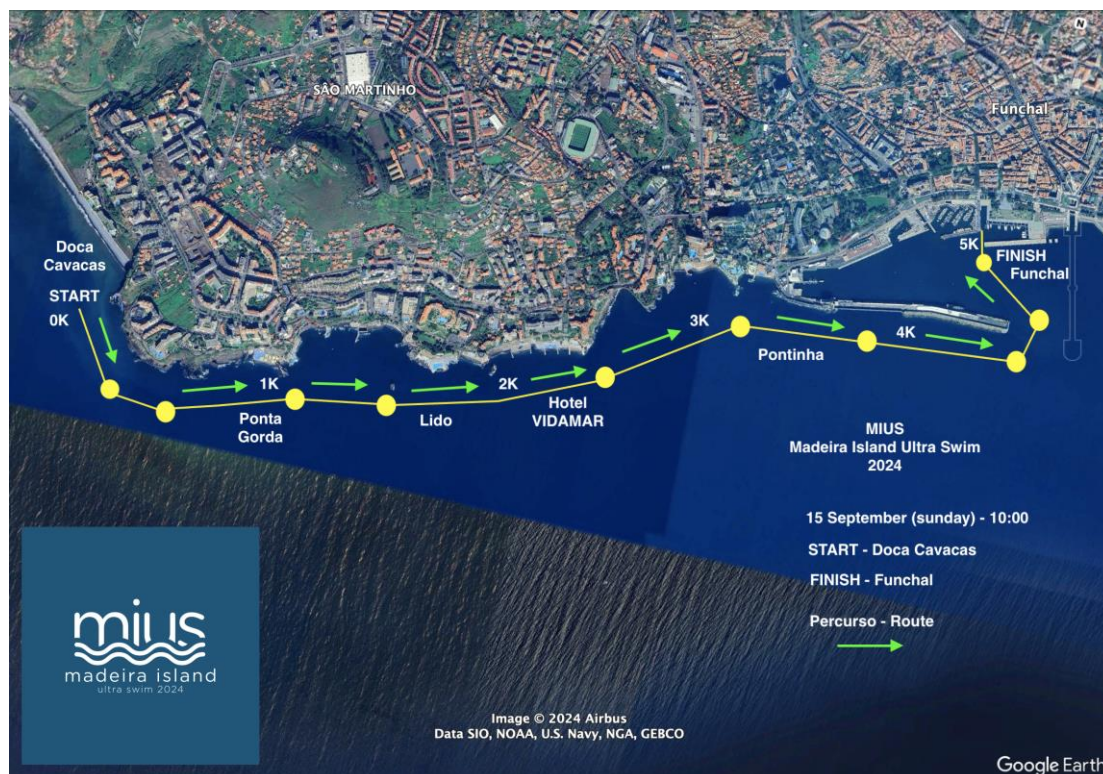 N
SÃO MARTINHO
Funchal
Doca
Cavacas
START
0K
1K
Ponta
Gorda
Lido
2K
Hotel
VIDAMAR
3K
Pontinha
4K
5K
FINISH
Funchal
MIUS
Madeira Island Ultra Swim
2024
15 September (sunday) - 10:00
START - Doca Cavacas
FINISH - Funchal
Percurso - Route
mius
madeira island
ultra swim 2024
Image © 2024 Airbus
Data SIO, NOAA, U.S. Navy, NGA, GEBCO
Google Earth